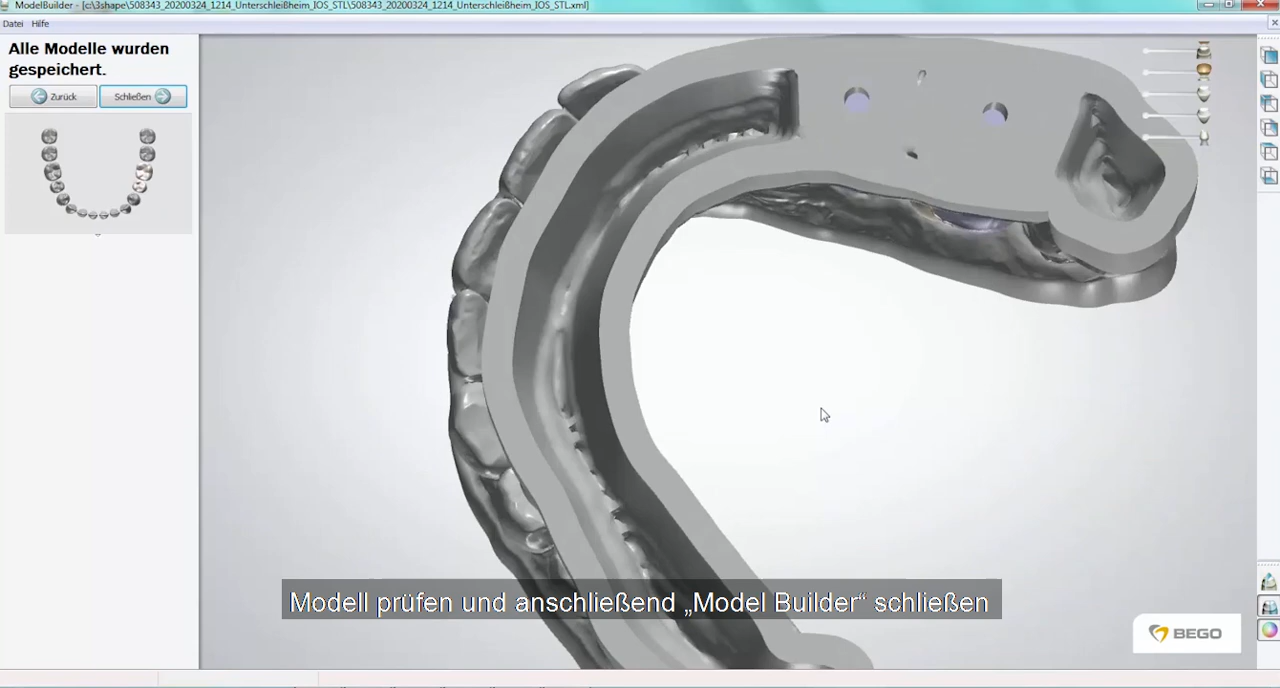 ModelBuilder - [c:\3shape\508343_20200324_1214_Unterschleißheim_IOS_STL\508343_20200324_1214_Unterschleißheim_IOS_STL.xml]
Datei Hilfe
Alle Modelle wurden
gespeichert.
Zurück Schließen
Modell prüfen und anschließend „Model Builder“ schließen
BEGO